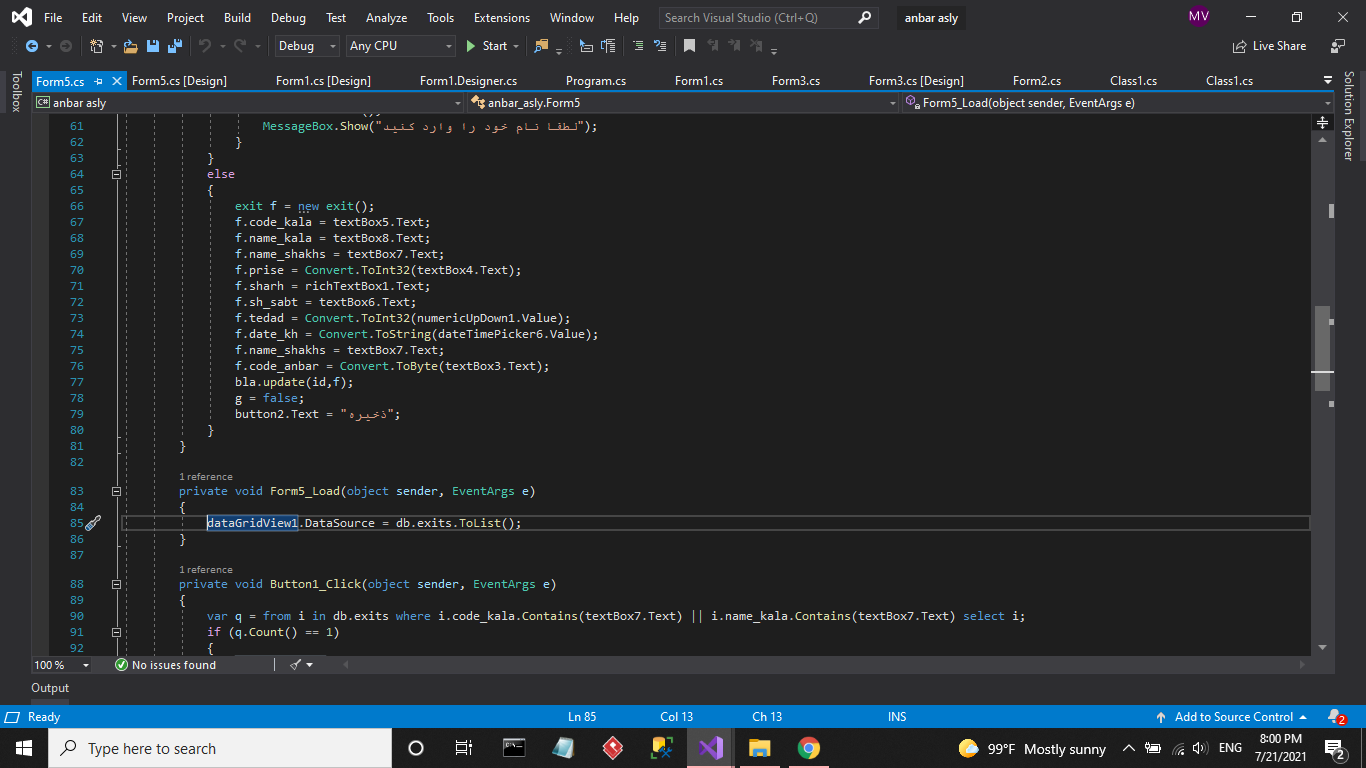 File Edit View Project Build Debug Test Analyze Tools Extensions Window Help Search Visual Studio (Ctrl+Q) anbar asly MV
Debug Any CPU Start Live Share
Toolbox
Form5.cs Form5.cs [Design] Form1.cs [Design] Form1.Designer.cs Program.cs Form1.cs Form3.cs Form3.cs [Design] Form2.cs Class1.cs Class1.cs
Solution Explorer
C# anbar asly anbar_asly.Form5 Form5_Load(object sender, EventArgs e)
61 MessageBox.Show("لطفا نام خود را وارد کنید");
62 }
63 }
64 else
65 {
66 exit f = new exit();
67 f.code_kala = textBox5.Text;
68 f.name_kala = textBox8.Text;
69 f.name_shakhs = textBox7.Text;
70 f.prise = Convert.ToInt32(textBox4.Text);
71 f.sharh = richTextBox1.Text;
72 f.sh_sabt = textBox6.Text;
73 f.tedad = Convert.ToInt32(numericUpDown1.Value);
74 f.date_kh = Convert.ToString(dateTimePicker6.Value);
75 f.name_shakhs = textBox7.Text;
76 f.code_anbar = Convert.ToByte(textBox3.Text);
77 bla.update(id,f);
78 g = false;
79 button2.Text = "ذخیره";
80 }
81 }
82
1 reference
83 private void Form5_Load(object sender, EventArgs e)
84 {
85 dataGridView1.DataSource = db.exits.ToList();
86 }
87
1 reference
88 private void Button1_Click(object sender, EventArgs e)
89 {
90 var q = from i in db.exits where i.code_kala.Contains(textBox7.Text) || i.name_kala.Contains(textBox7.Text) select i;
91 if (q.Count() == 1)
92 {
100 % No issues found
Output
Ready Ln 85 Col 13 Ch 13 INS Add to Source Control 2
Type here to search 99°F Mostly sunny ENG 8:00 PM
7/21/2021 2